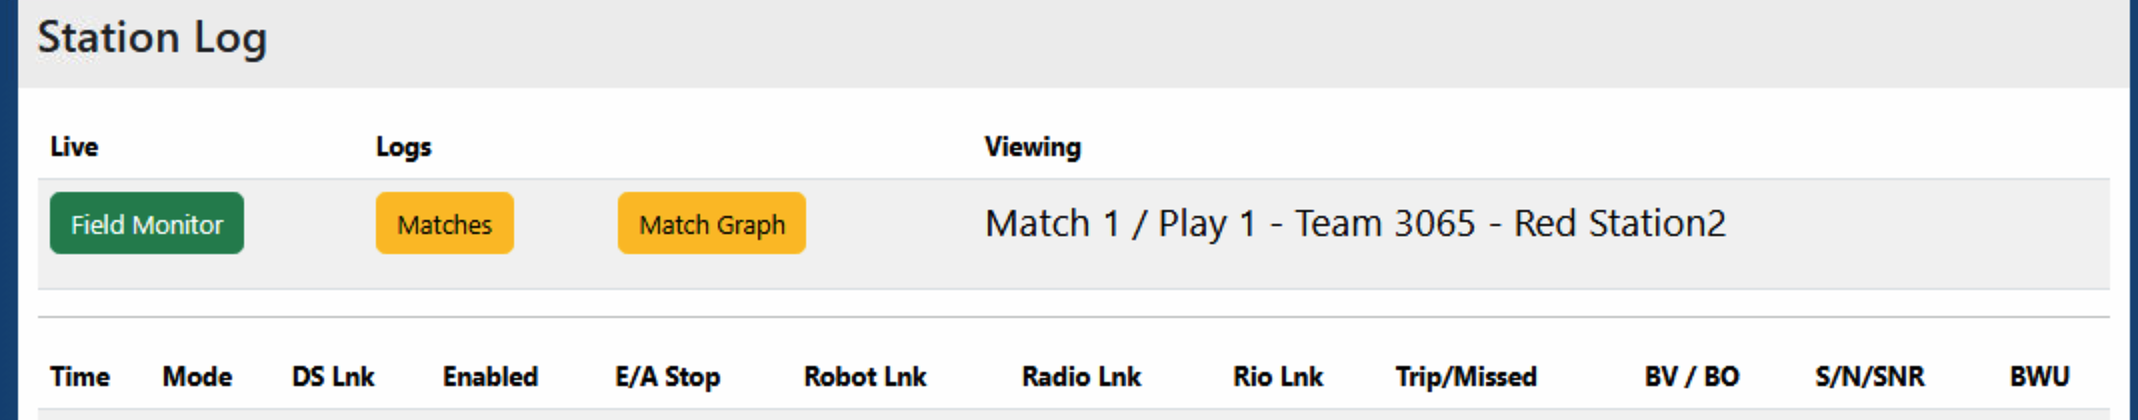 Station Log
Live Logs Viewing
Field Monitor Matches Match Graph Match 1 / Play 1 - Team 3065 - Red Station2
Time Mode DS Lnk Enabled E/A Stop Robot Lnk Radio Lnk Rio Lnk Trip/Missed BV / BO S/N/SNR BWU